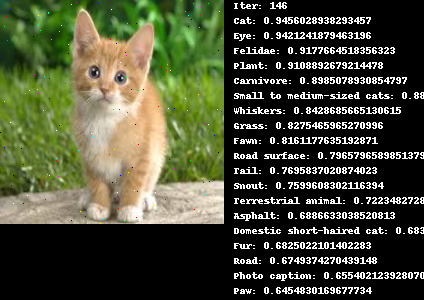 Iter: 146
Cat: 0.9456028938293457
Eye: 0.9421241879463196
Felidae: 0.9177664518356323
Plant: 0.9108892679214478
Carnivore: 0.8985078930854797
Small to medium-sized cats: 0.88
Whiskers: 0.8428685665130615
Grass: 0.8275465965270996
Fawn: 0.8161177635192871
Road surface: 0.7965796589851379
Tail: 0.7695837020874023
Snout: 0.7599608302116394
Terrestrial animal: 0.7223482728
Asphalt: 0.6886633038520813
Domestic short-haired cat: 0.683
Fur: 0.6825022101402283
Road: 0.6749374270439148
Photo caption: 0.655402123928070
Paw: 0.6454830169677734